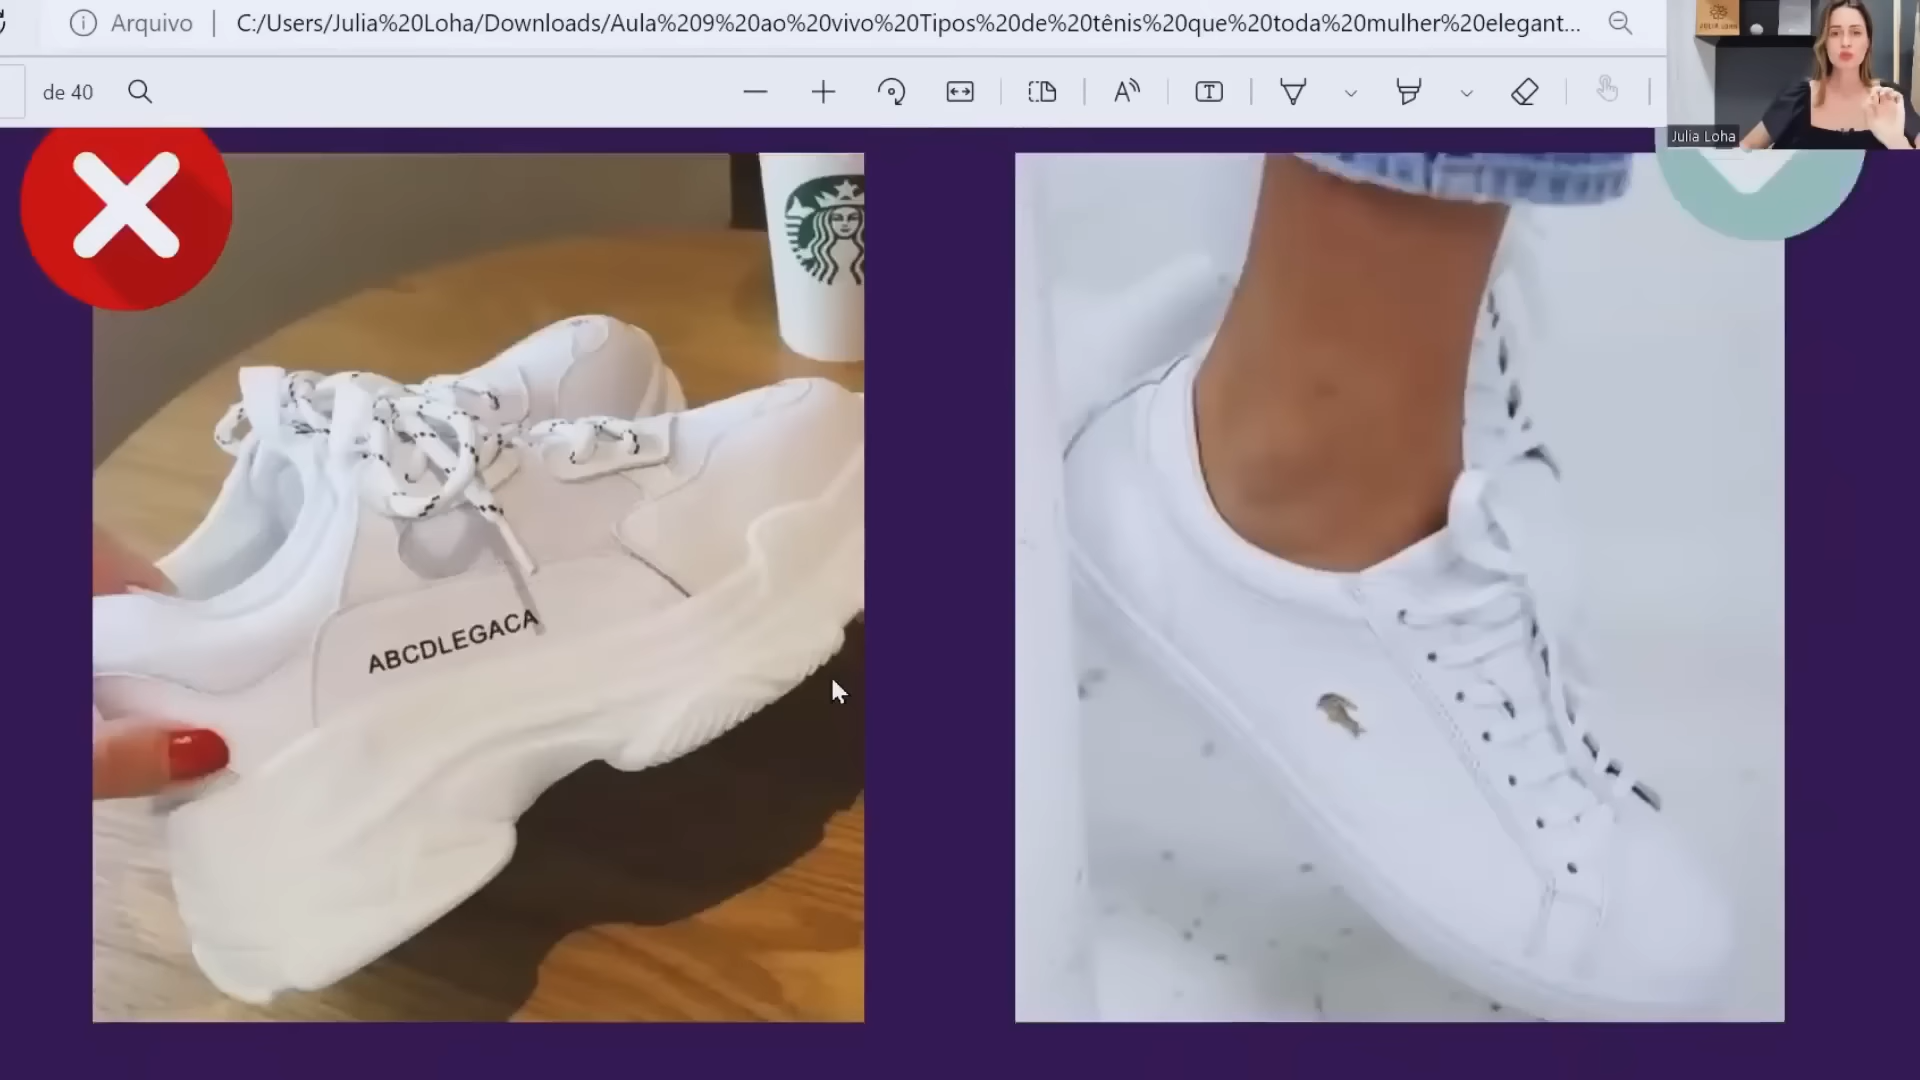 Arquivo
C:/Users/Julia%20Loha/Downloads/Aula%209%20ao%20vivo%20Tipos%20de%20tênis%20que%20toda%20mulher%20elegant...
de 40
Julia Loha
ABCDLEGACA